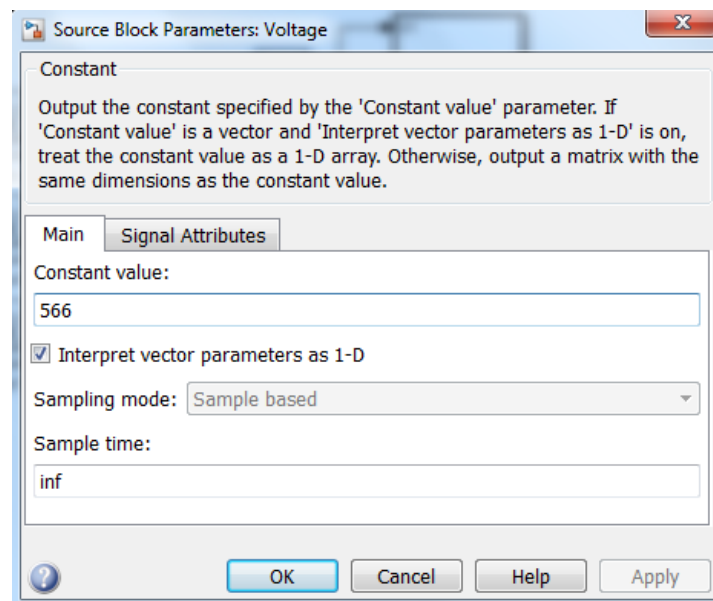 Source Block Parameters: Voltage
Constant
Output the constant specified by the 'Constant value' parameter. If
'Constant value' is a vector and 'Interpret vector parameters as 1-D' is on,
treat the constant value as a 1-D array. Otherwise, output a matrix with the
same dimensions as the constant value.
Main Signal Attributes
Constant value:
566
Interpret vector parameters as 1-D
Sampling mode: Sample based
Sample time:
inf
OK Cancel Help Apply